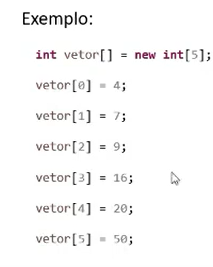 Exemplo:
int vetor[] = new int[5];
vetor[0] = 4;
vetor[1] = 7;
vetor[2] = 9;
vetor[3] = 16;
vetor[4] = 20;
vetor[5] = 50;